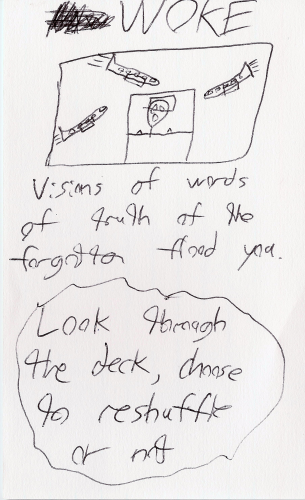 WOKE
Visions of words
of truth of the
forgotten flood you.
Look through
the deck, choose
to reshuffle
or not